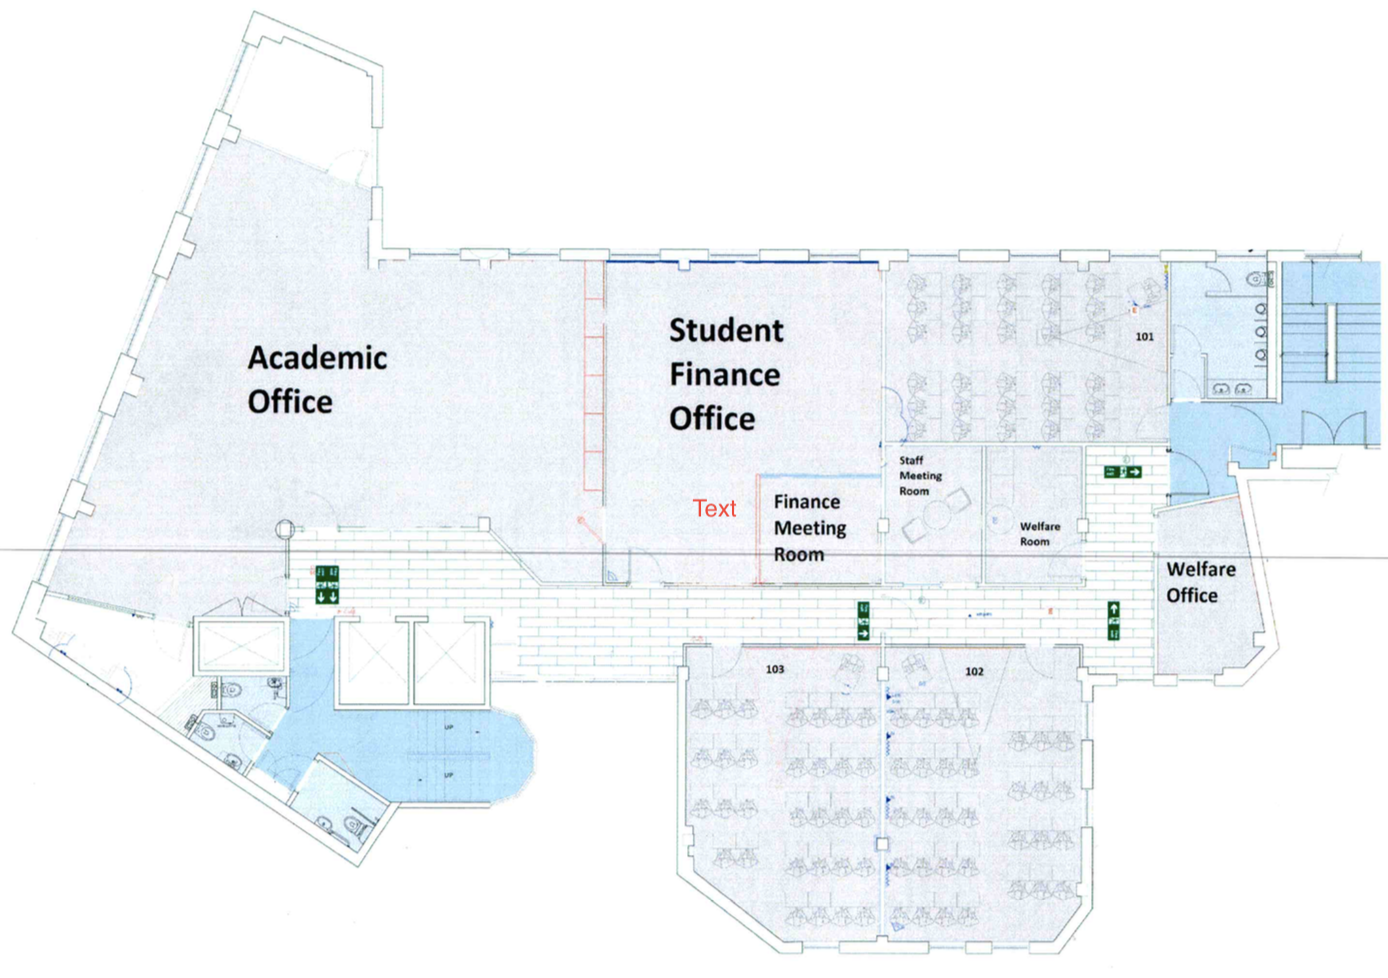 Academic
Office
Student
Finance
Office
101
Staff
Meeting
Room
Text
Finance
Meeting
Room
Welfare
Room
Welfare
Office
103
102
UP
UP